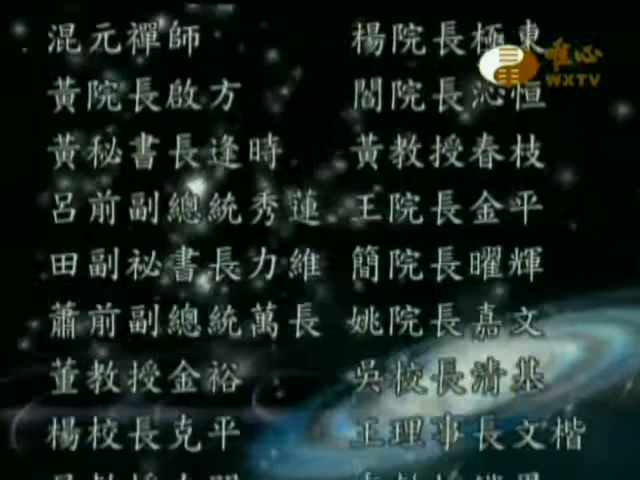 混元禪師 楊院長極東
唯心
WXTV
黃院長啟方 閻院長沁恒
黃秘書長逢時 黃教授春枝
呂前副總統秀蓮 王院長金平
田副祕書長力維 簡院長曜輝
蕭前副總統萬長 姚院長嘉文
董教授金裕 吳校長清基
楊校長克平 王理事長文楷